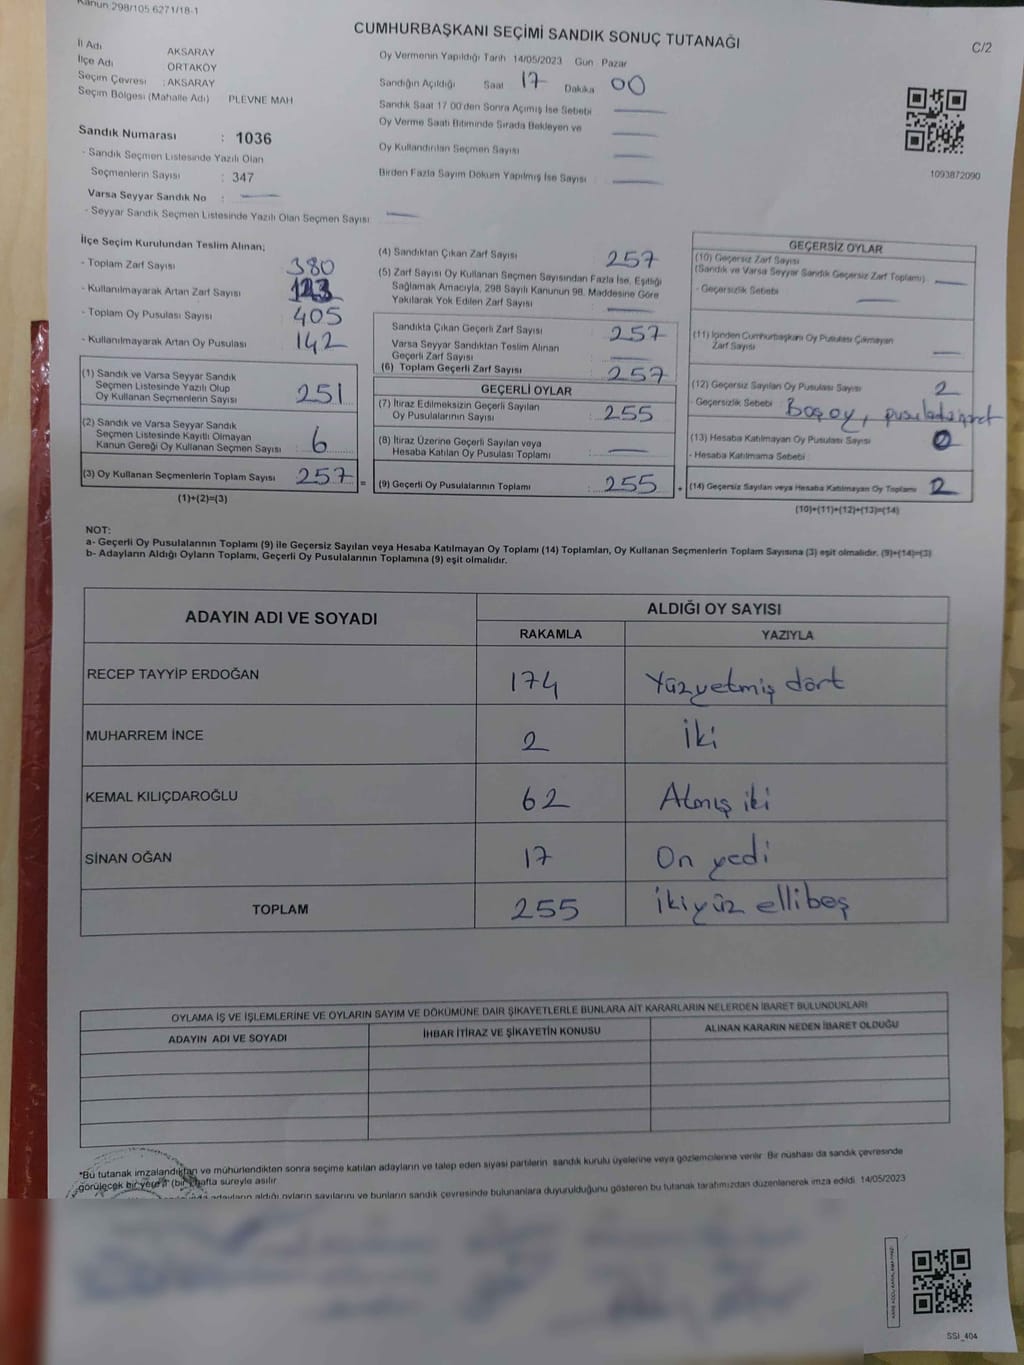 Kanun 298/105 6271/18-1
CUMHURBAŞKANI SEÇİMİ SANDIK SONUÇ TUTANAĞI
C/2
İl Adı AKSARAY
İlçe Adı ORTAKÖY
Seçim Çevresi : AKSARAY
Seçim Bölgesi (Mahalle Adı) PLEVNE MAH
Sandık Numarası : 1036
- Sandık Seçmen Listesinde Yazılı Olan
Seçmenlerin Sayısı : 347
Varsa Seyyar Sandık No :
- Seyyar Sandık Seçmen Listesinde Yazılı Olan Seçmen Sayısı
Oy Vermenin Yapıldığı Tarih 14/05/2023 Gün Pazar
Sandığın Açıldığı Saat 17 Dakika 00
Sandık Saat 17 00'den Sonra Açımış İse Sebebi
Oy Verme Saati Bitiminde Sırada Bekleyen ve
Oy Kullandırılan Seçmen Sayısı
Birden Fazla Sayım Döküm Yapılmış İse Sayısı
1093872090
İlçe Seçim Kurulundan Teslim Alınan;
- Toplam Zarf Sayısı 380
- Kullanılmayarak Artan Zarf Sayısı 123
- Toplam Oy Pusulası Sayısı 405
- Kullanılmayarak Artan Oy Pusulası 142
(1) Sandık ve Varsa Seyyar Sandık
Seçmen Listesinde Yazılı Olup
Oy Kullanan Seçmenlerin Sayısı 251
(2) Sandık ve Varsa Seyyar Sandık
Seçmen Listesinde Kayıtlı Olmayan
Kanun Gereği Oy Kullanan Seçmen Sayısı 6
(3) Oy Kullanan Seçmenlerin Toplam Sayısı 257 =
(1)+(2)=(3)
(4) Sandıktan Çıkan Zarf Sayısı 257
(5) Zarf Sayısı Oy Kullanan Seçmen Sayısından Fazla İse, Eşitliği
Sağlamak Amacıyla, 298 Sayılı Kanunun 98. Maddesine Göre
Yakılarak Yok Edilen Zarf Sayısı
Sandıkta Çıkan Geçerli Zarf Sayısı 257
Varsa Seyyar Sandıktan Teslim Alınan
Geçerli Zarf Sayısı
(6) Toplam Geçerli Zarf Sayısı 257
GEÇERLİ OYLAR
(7) İtiraz Edilmeksizin Geçerli Sayılan
Oy Pusulalarının Sayısı 255
(8) İtiraz Üzerine Geçerli Sayılan veya
Hesaba Katılan Oy Pusulası Toplamı
(9) Geçerli Oy Pusulalarının Toplamı 255 +
GEÇERSİZ OYLAR
(10) Geçersiz Zarf Sayısı
(Sandık ve Varsa Seyyar Sandık Geçersiz Zarf Toplamı)
- Geçersizlik Sebebi
(11) İçinden Cumhurbaşkanı Oy Pusulası Çıkmayan
Zarf Sayısı
(12) Geçersiz Sayılan Oy Pusulası Sayısı 2
- Geçersizlik Sebebi Boş oy, pusulada işaret
(13) Hesaba Katılmayan Oy Pusulası Sayısı 0
- Hesaba Katılmama Sebebi
(14) Geçersiz Sayılan veya Hesaba Katılmayan Oy Toplamı 2
(10)+(11)+(12)+(13)=(14)
NOT:
a- Geçerli Oy Pusulalarının Toplamı (9) ile Geçersiz Sayılan veya Hesaba Katılmayan Oy Toplamı (14) Toplamları, Oy Kullanan Seçmenlerin Toplam Sayısına (3) eşit olmalıdır. (9)+(14)=(3)
b- Adayların Aldığı Oyların Toplamı, Geçerli Oy Pusulalarının Toplamına (9) eşit olmalıdır.
ADAYIN ADI VE SOYADI ALDIĞI OY SAYISI
RAKAMLA YAZIYLA
RECEP TAYYİP ERDOĞAN 174 Yüzyetmiş dört
MUHARREM İNCE 2 İki
KEMAL KILIÇDAROĞLU 62 Atmış iki
SİNAN OĞAN 17 On yedi
TOPLAM 255 ikiyüz ellibeş
OYLAMA İŞ VE İŞLEMLERİNE VE OYLARIN SAYIM VE DÖKÜMÜNE DAİR ŞİKAYETLERLE BUNLARA AİT KARARLARIN NELERDEN İBARET BULUNDUKLARI
ADAYIN ADI VE SOYADI İHBAR İTİRAZ VE ŞİKAYETİN KONUSU ALINAN KARARIN NEDEN İBARET OLDUĞU
*Bu tutanak imzalandıktan ve mühürlendikten sonra seçime katılan adayların ve talep eden siyasi partilerin sandık kurulu üyelerine veya gözlemcilerine verilir Bir nüshası da sandık çevresinde
görülecek bir yere 1 (bir) hafta süreyle asılır
adayların aldığı oyların sayılarını ve bunların sandık çevresinde bulunanlara duyurulduğunu gösteren bu tutanak tarafımızdan düzenlenerek imza edildi 14/05/2023
SSI_404